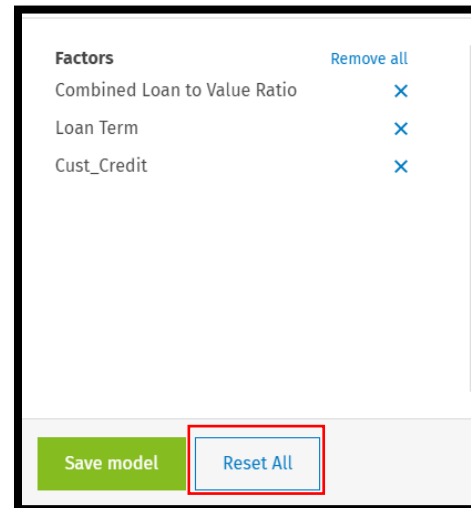 Factors Remove all
Combined Loan to Value Ratio
Loan Term
Cust_Credit
Save model Reset All